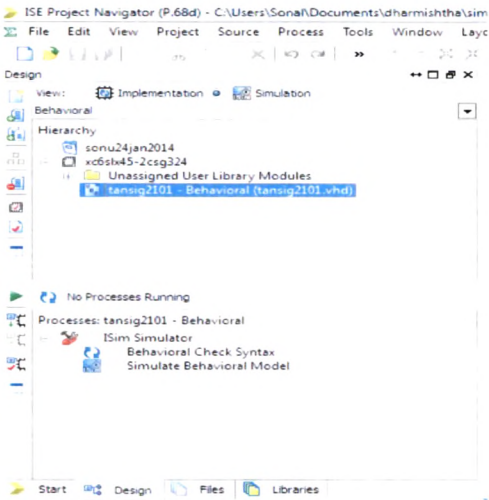 ISE Project Navigator (P.68d) - C:\Users\Sonal\Documents\dharmishtha\sim
File Edit View Project Source Process Tools Window Layc
Design
View: Implementation Simulation
Behavioral
Hierarchy
sonu24jan2014
xc6slx45-2csg324
Unassigned User Library Modules
tansig2101 - Behavioral (tansig2101.vhd)
No Processes Running
Processes: tansig2101 - Behavioral
ISim Simulator
Behavioral Check Syntax
Simulate Behavioral Model
Start Design Files Libraries